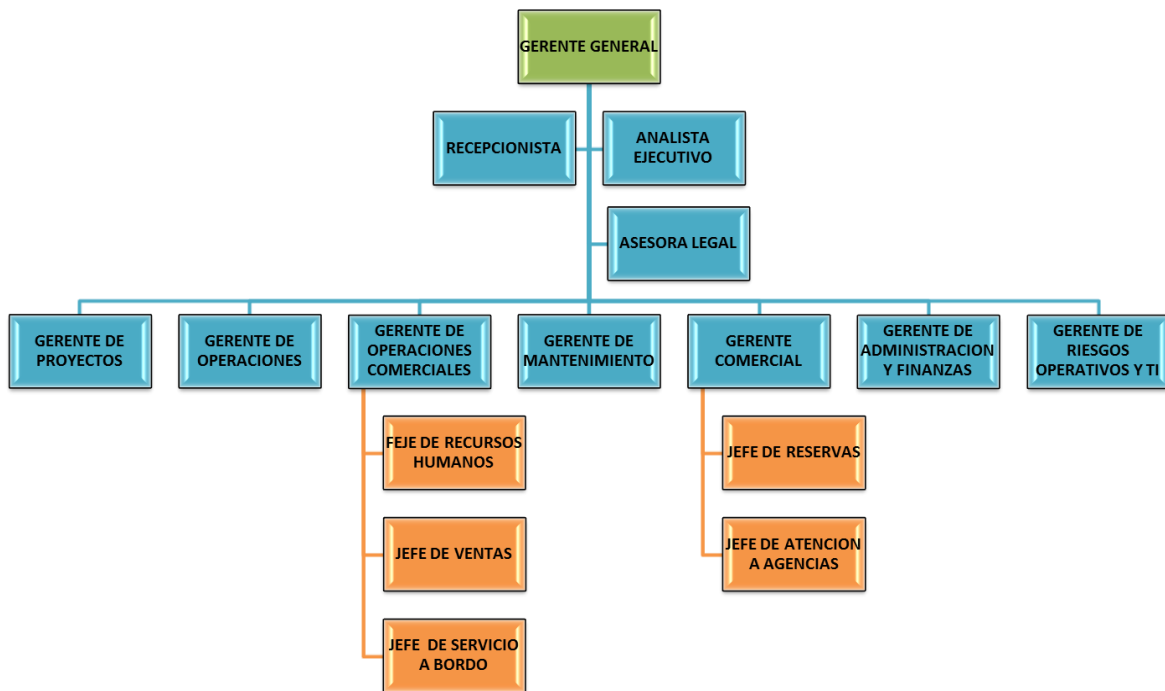 GERENTE GENERAL
RECEPCIONISTA
ANALISTA
EJECUTIVO
ASESORA LEGAL
GERENTE DE
PROYECTOS
GERENTE DE
OPERACIONES
GERENTE DE
OPERACIONES
COMERCIALES
GERENTE DE
MANTENIMIENTO
GERENTE
COMERCIAL
GERENTE DE
ADMINISTRACION
Y FINANZAS
GERENTE DE
RIESGOS
OPERATIVOS Y TI
FEJE DE RECURSOS
HUMANOS
JEFE DE VENTAS
JEFE DE SERVICIO
A BORDO
JEFE DE RESERVAS
JEFE DE ATENCION
A AGENCIAS